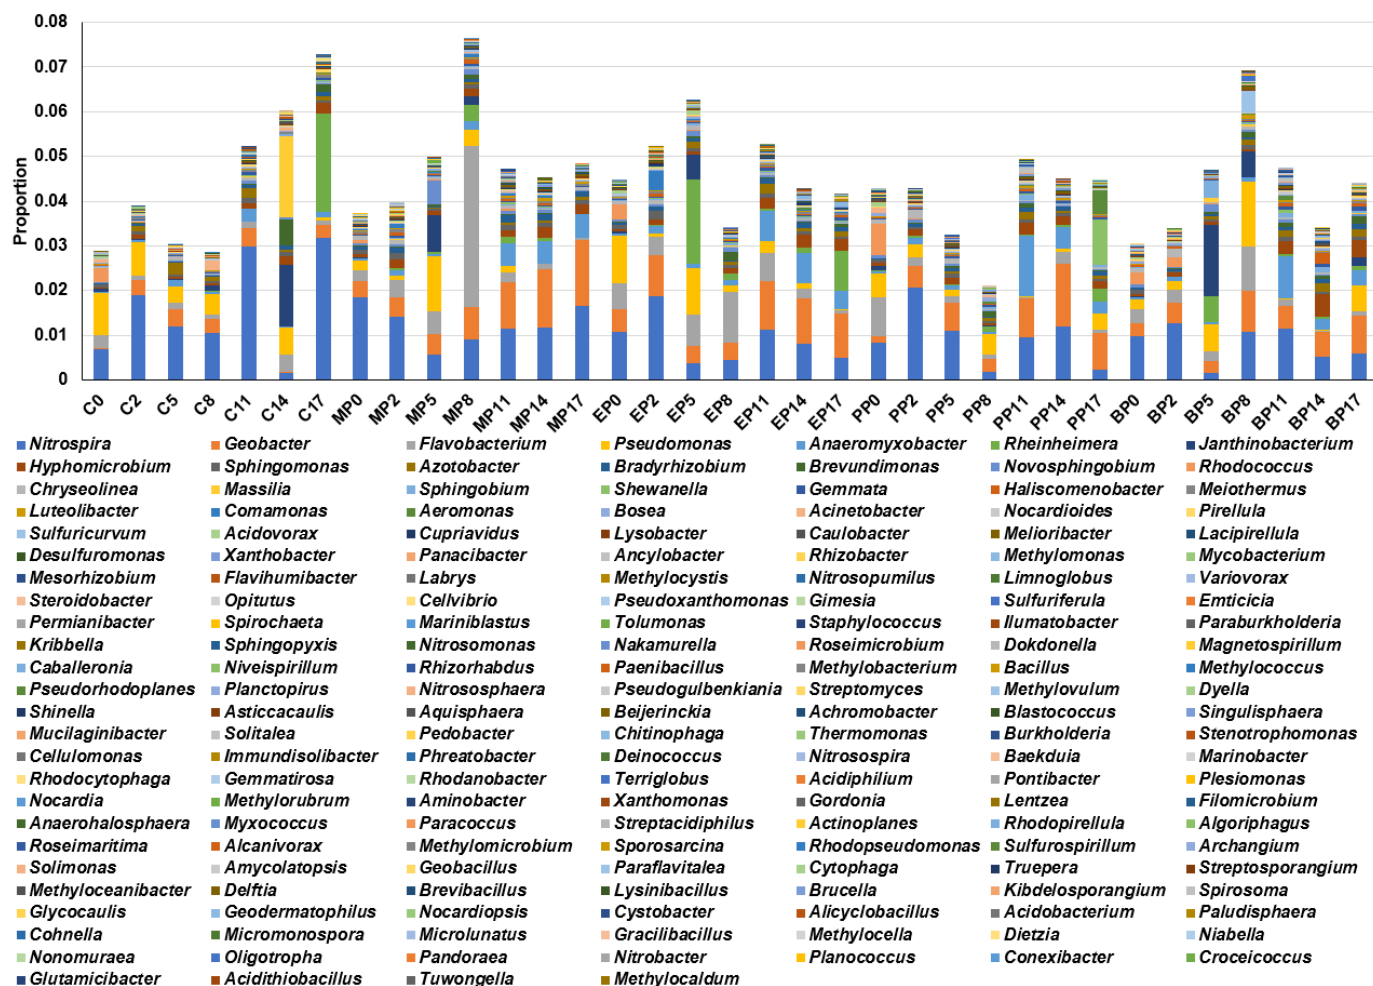 0.08
0.07
0.06
0.05
0.04
0.03
0.02
0.01
0
Proportion
C0 C2 C5 C8 C11 C14 C17 MP0 MP2 MP5 MP8 MP11 MP14 MP17 EP0 EP2 EP5 EP8 EP11 EP14 EP17 PP0 PP2 PP5 PP8 PP11 PP14 PP17 BP0 BP2 BP5 BP8 BP11 BP14 BP17
Nitrospira Geobacter Flavobacterium Pseudomonas Anaeromyxobacter Rheinheimera Janthinobacterium
Hyphomicrobium Sphingomonas Azotobacter Bradyrhizobium Brevundimonas Novosphingobium Rhodococcus
Chryseolinea Massilia Sphingobium Shewanella Gemmata Haliscomenobacter Meiothermus
Luteolibacter Comamonas Aeromonas Bosea Acinetobacter Nocardioides Pirellula
Sulfuricurvum Acidovorax Cupriavidus Lysobacter Caulobacter Melioribacter Lacipirellula
Desulfuromonas Xanthobacter Panacibacter Ancylobacter Rhizobacter Methylomonas Mycobacterium
Mesorhizobium Flavihumibacter Labrys Methylocystis Nitrosopumilus Limnoglobus Variovorax
Steroidobacter Opitutus Cellvibrio Pseudoxanthomonas Gimesia Sulfuriferula Emticicia
Permianibacter Spirochaeta Mariniblastus Tolumonas Staphylococcus Ilumatobacter Paraburkholderia
Kribbella Sphingopyxis Nitrosomonas Nakamurella Roseimicrobium Dokdonella Magnetospirillum
Caballeronia Niveispirillum Rhizorhabdus Paenibacillus Methylobacterium Bacillus Methylococcus
Pseudorhodoplanes Planctopirus Nitrososphaera Pseudogulbenkiania Streptomyces Methylovulum Dyella
Shinella Asticcacaulis Aquisphaera Beijerinckia Achromobacter Blastococcus Singulisphaera
Mucilaginibacter Solitalea Pedobacter Chitinophaga Thermomonas Burkholderia Stenotrophomonas
Cellulomonas Immundisolibacter Phreatobacter Deinococcus Nitrosospira Baekduia Marinobacter
Rhodocytophaga Gemmatirosa Rhodanobacter Terriglobus Acidiphilium Pontibacter Plesiomonas
Nocardia Methylorubrum Aminobacter Xanthomonas Gordonia Lentzea Filomicrobium
Anaerohalosphaera Myxococcus Paracoccus Streptacidiphilus Actinoplanes Rhodopirellula Algoriphagus
Roseimaritima Alcanivorax Methylomicrobium Sporosarcina Rhodopseudomonas Sulfurospirillum Archangium
Solimonas Amycolatopsis Geobacillus Paraflavitalea Cytophaga Truepera Streptosporangium
Methyloceanibacter Delftia Brevibacillus Lysinibacillus Brucella Kibdelosporangium Spirosoma
Glycocaulis Geodermatophilus Nocardiopsis Cystobacter Alicyclobacillus Acidobacterium Paludisphaera
Cohnella Micromonospora Microlunatus Gracilibacillus Methylocella Dietzia Niabella
Nonomuraea Oligotropha Pandoraea Nitrobacter Planococcus Conexibacter Croceicoccus
Glutamicibacter Acidithiobacillus Tuwongella Methylocaldum